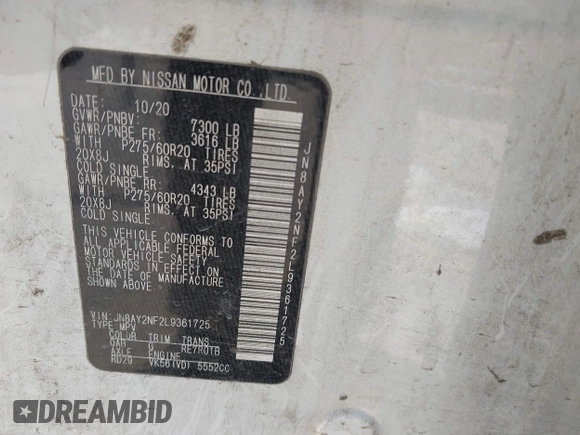 MFD BY NISSAN MOTOR CO.,LTD.
DATE: 10/20
GVWR/PNBV: 7300 LB
GAWR/PNBE FR: 3616 LB
WITH P275/60R20 TIRES
20X8J RIMS, AT 35PSI
COLD SINGLE
GAWR/PNBE RR: 4343 LB
WITH P275/60R20 TIRES
20X8J RIMS, AT 35PSI
COLD SINGLE
THIS VEHICLE CONFORMS TO
ALL APPLICABLE FEDERAL
MOTOR VEHICLE SAFETY
STANDARDS IN EFFECT ON
THE DATE OF MANUFACTURE
SHOWN ABOVE
VIN: JN8AY2NF2L9361725
TYPE: MPV
COLOR TRIM TRANS
QAB G RE7R01B
AXLE ENGINE
RD29 VK56(VD) 5552CC
JN8AY2NF2L9361725
DREAMBID